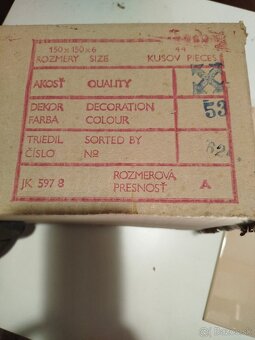 150 x 150 x 6 44
ROZMERY SIZE KUSOV PIECES
AKOSŤ QUALITY
DEKOR DECORATION 53
FARBA COLOUR
TRIEDIL SORTED BY
ČÍSLO Nº 62
JK 597 8 ROZMEROVÁ PRESNOSŤ A